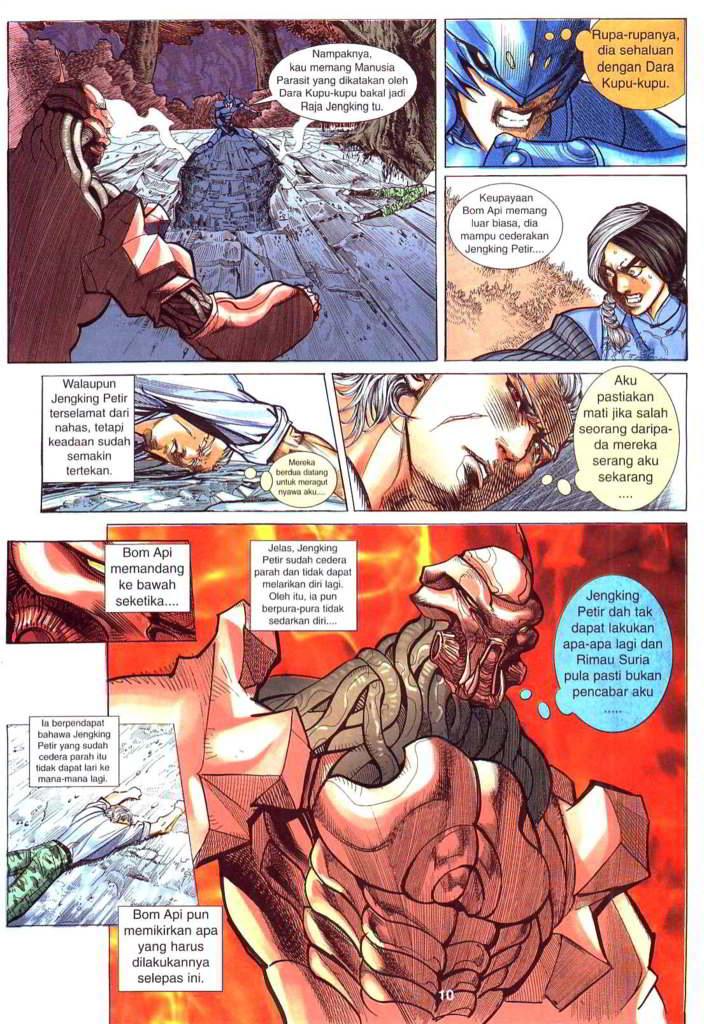 Nampaknya,
kau memang Manusia
Parasit yang dikatakan oleh
Dara Kupu-kupu bakal jadi
Raja Jengking tu.
Rupa-rupanya,
dia sehaluan
dengan Dara
Kupu-kupu.
Keupayaan
Bom Api memang
luar biasa, dia
mampu cederakan
Jengking Petir....
Walaupun
Jengking Petir
terselamat dari
nahas, tetapi
keadaan sudah
semakin
tertekan.
Mereka
berdua datang
untuk meragut
nyawa aku....
Aku
pastiakan
mati jika salah
seorang daripa-
da mereka
serang aku
sekarang
....
Bom Api
memandang
ke bawah
seketika....
Jelas, Jengking
Petir sudah cedera
parah dan tidak dapat
melarikan diri lagi.
Oleh itu, ia pun
berpura-pura tidak
sedarkan diri....
Jengking
Petir dah tak
dapat lakukan
apa-apa lagi dan
Rimau Suria
pula pasti bukan
pencabar aku
.....
Ia berpendapat
bahawa Jengking
Petir yang sudah
cedera parah itu
tidak dapat lari ke
mana-mana lagi.
Bom Api pun
memikirkan apa
yang harus
dilakukannya
selepas ini.
10